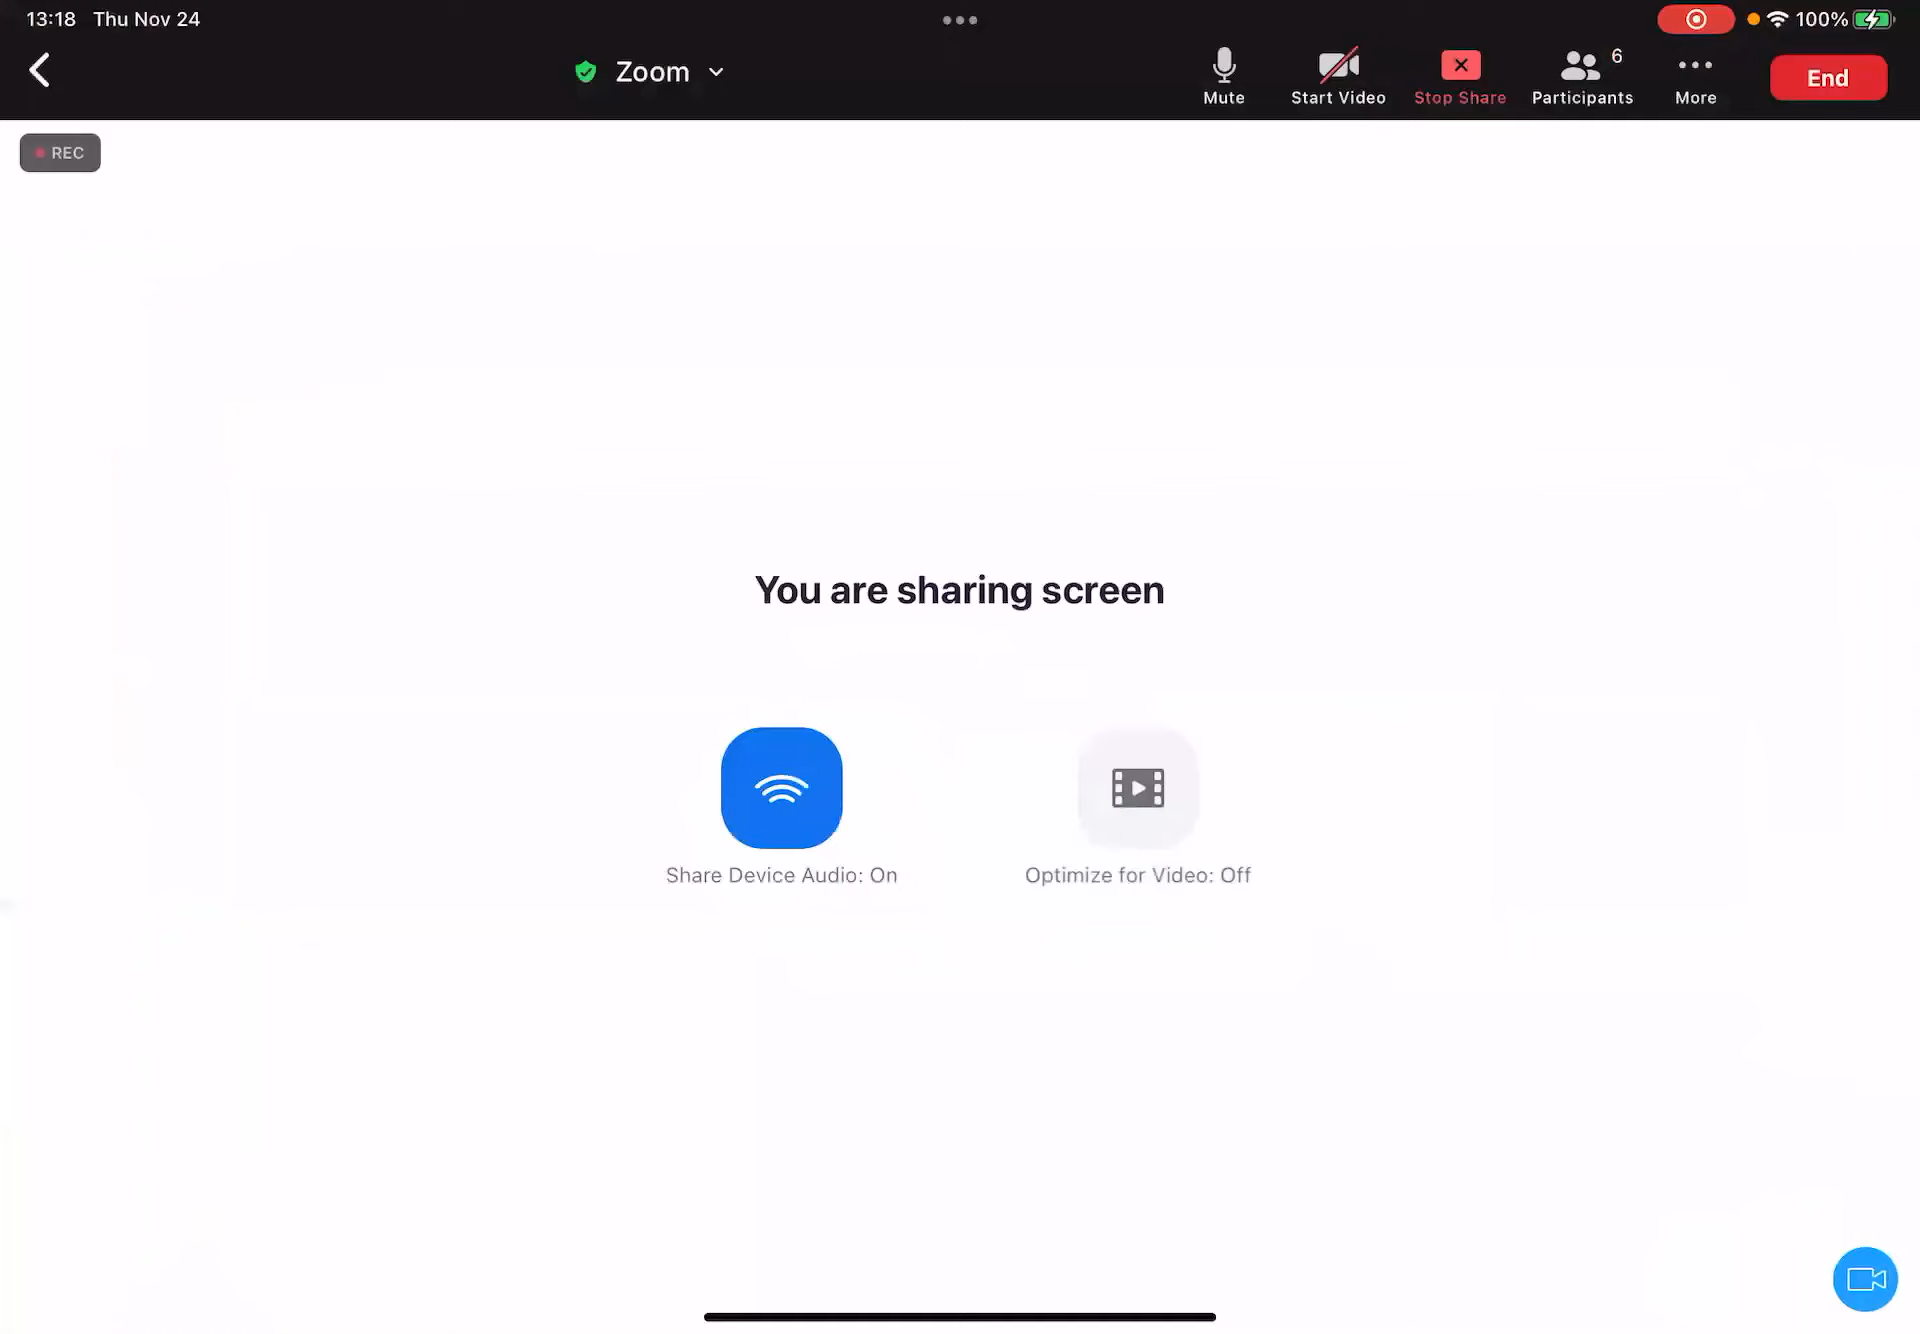 13:18 Thu Nov 24
100%
Zoom
Mute
Start Video
Stop Share
Participants
6
More
End
REC
You are sharing screen
Share Device Audio: On
Optimize for Video: Off